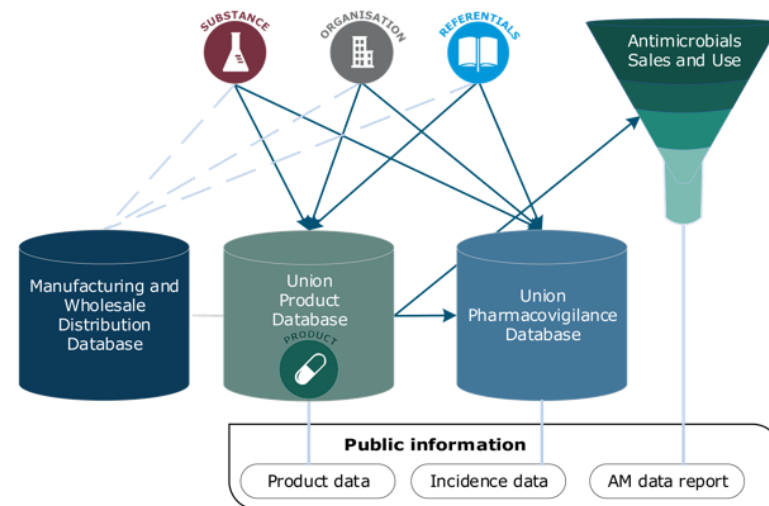 SUBSTANCE
ORGANISATION
REFERENTIALS
Antimicrobials
Sales and Use
Manufacturing and
Wholesale
Distribution
Database
Union
Product
Database
PRODUCT
Union
Pharmacovigilance
Database
Public information
Product data
Incidence data
AM data report